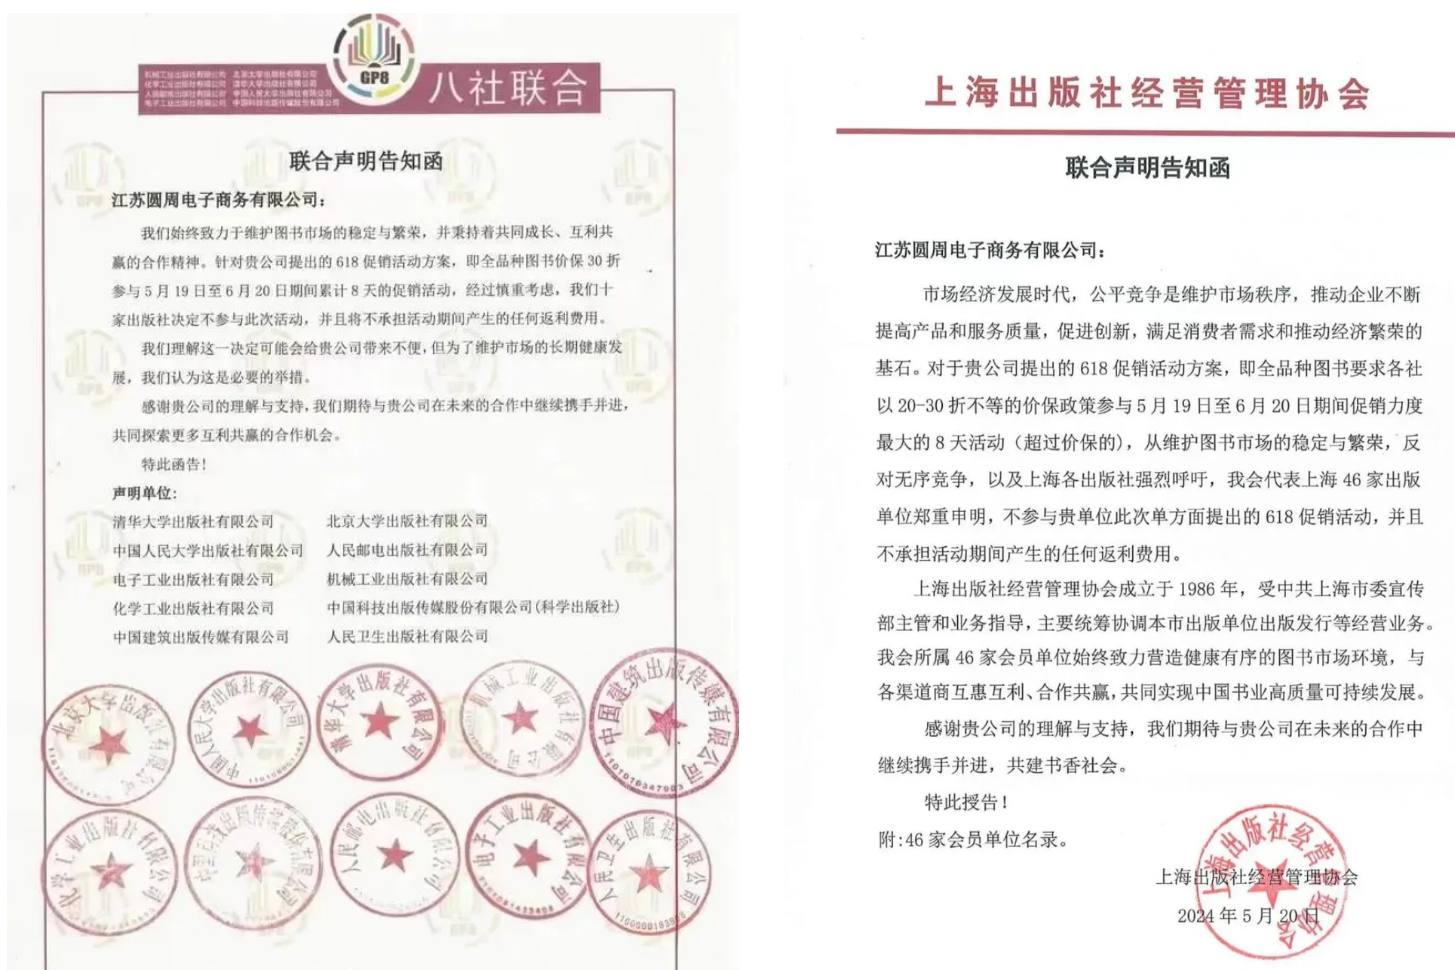 机械工业出版社有限公司 北京大学出版社有限公司
化学工业出版社有限公司 清华大学出版社有限公司
人民邮电出版社有限公司 中国人民大学出版社有限公司
电子工业出版社有限公司 中国科技出版传媒股份有限公司
GP8
八社联合
联合声明告知函
江苏圆周电子商务有限公司：
我们始终致力于维护图书市场的稳定与繁荣，并秉持着共同成长、互利共
赢的合作精神。针对贵公司提出的 618 促销活动方案，即全品种图书价保 30 折
参与 5 月 19 日至 6 月 20 日期间累计 8 天的促销活动，经过慎重考虑，我们十
家出版社决定不参与此次活动，并且将不承担活动期间产生的任何返利费用。
我们理解这一决定可能会给贵公司带来不便，但为了维护市场的长期健康发
展，我们认为这是必要的举措。
感谢贵公司的理解与支持，我们期待与贵公司在未来的合作中继续携手并进，
共同探索更多互利共赢的合作机会。
特此函告！
声明单位：
清华大学出版社有限公司 北京大学出版社有限公司
中国人民大学出版社有限公司 人民邮电出版社有限公司
电子工业出版社有限公司 机械工业出版社有限公司
化学工业出版社有限公司 中国科技出版传媒股份有限公司(科学出版社)
中国建筑出版传媒有限公司 人民卫生出版社有限公司
北京大学出版社有限公司
中国人民大学出版社有限公司
清华大学出版社有限公司
机械工业出版社有限公司
中国建筑出版传媒有限公司
化学工业出版社有限公司
中国科技出版传媒股份有限公司
人民邮电出版社有限公司
电子工业出版社有限公司
人民卫生出版社有限公司
上海出版社经营管理协会
联合声明告知函
江苏圆周电子商务有限公司：
市场经济发展时代，公平竞争是维护市场秩序，推动企业不断
提高产品和服务质量，促进创新，满足消费者需求和推动经济繁荣的
基石。对于贵公司提出的 618 促销活动方案，即全品种图书要求各社
以 20-30 折不等的价保政策参与 5 月 19 日至 6 月 20 日期间促销力度
最大的 8 天活动（超过价保的），从维护图书市场的稳定与繁荣，反
对无序竞争，以及上海各出版社强烈呼吁，我会代表上海 46 家出版
单位郑重申明，不参与贵单位此次单方面提出的 618 促销活动，并且
不承担活动期间产生的任何返利费用。
上海出版社经营管理协会成立于 1986 年，受中共上海市委宣传
部主管和业务指导，主要统筹协调本市出版单位出版发行等经营业务。
我会所属 46 家会员单位始终致力营造健康有序的图书市场环境，与
各渠道商互惠互利、合作共赢，共同实现中国书业高质量可持续发展。
感谢贵公司的理解与支持，我们期待与贵公司在未来的合作中
继续携手并进，共建书香社会。
特此授告！
附:46 家会员单位名录。
上海出版社经营管理协会
2024 年 5 月 20 日
上海出版社经营管理协会